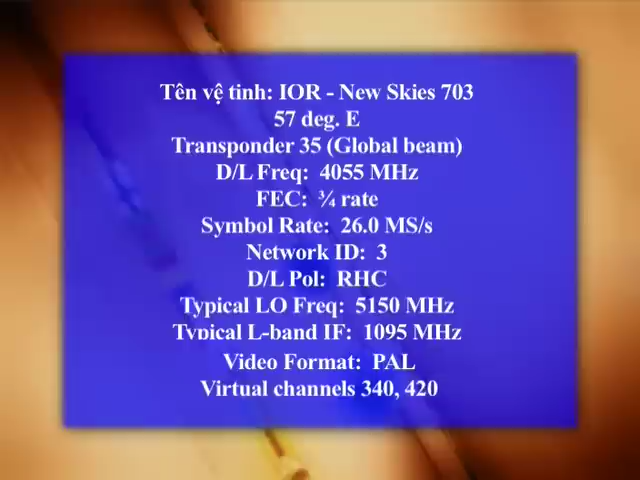 Tên vệ tinh: IOR - New Skies 703
57 deg. E
Transponder 35 (Global beam)
D/L Freq: 4055 MHz
FEC: ¾ rate
Symbol Rate: 26.0 MS/s
Network ID: 3
D/L Pol: RHC
Typical LO Freq: 5150 MHz
Typical L-band IF: 1095 MHz
Video Format: PAL
Virtual channels 340, 420